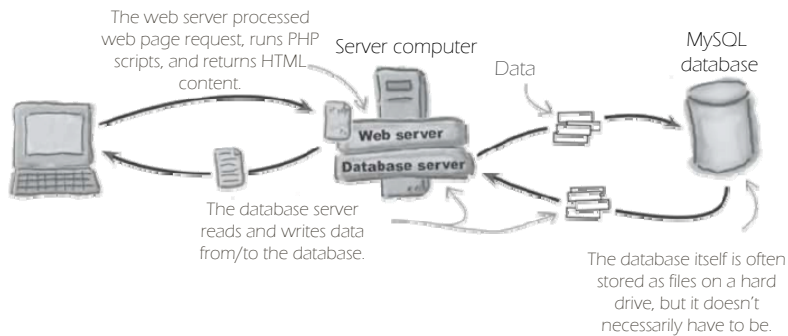 The web server processed
web page request, runs PHP
scripts, and returns HTML
content.
Server computer
Data
MySQL
database
Web server
Database server
The database server
reads and writes data
from/to the database.
The database itself is often
stored as files on a hard
drive, but it doesn't
necessarily have to be.